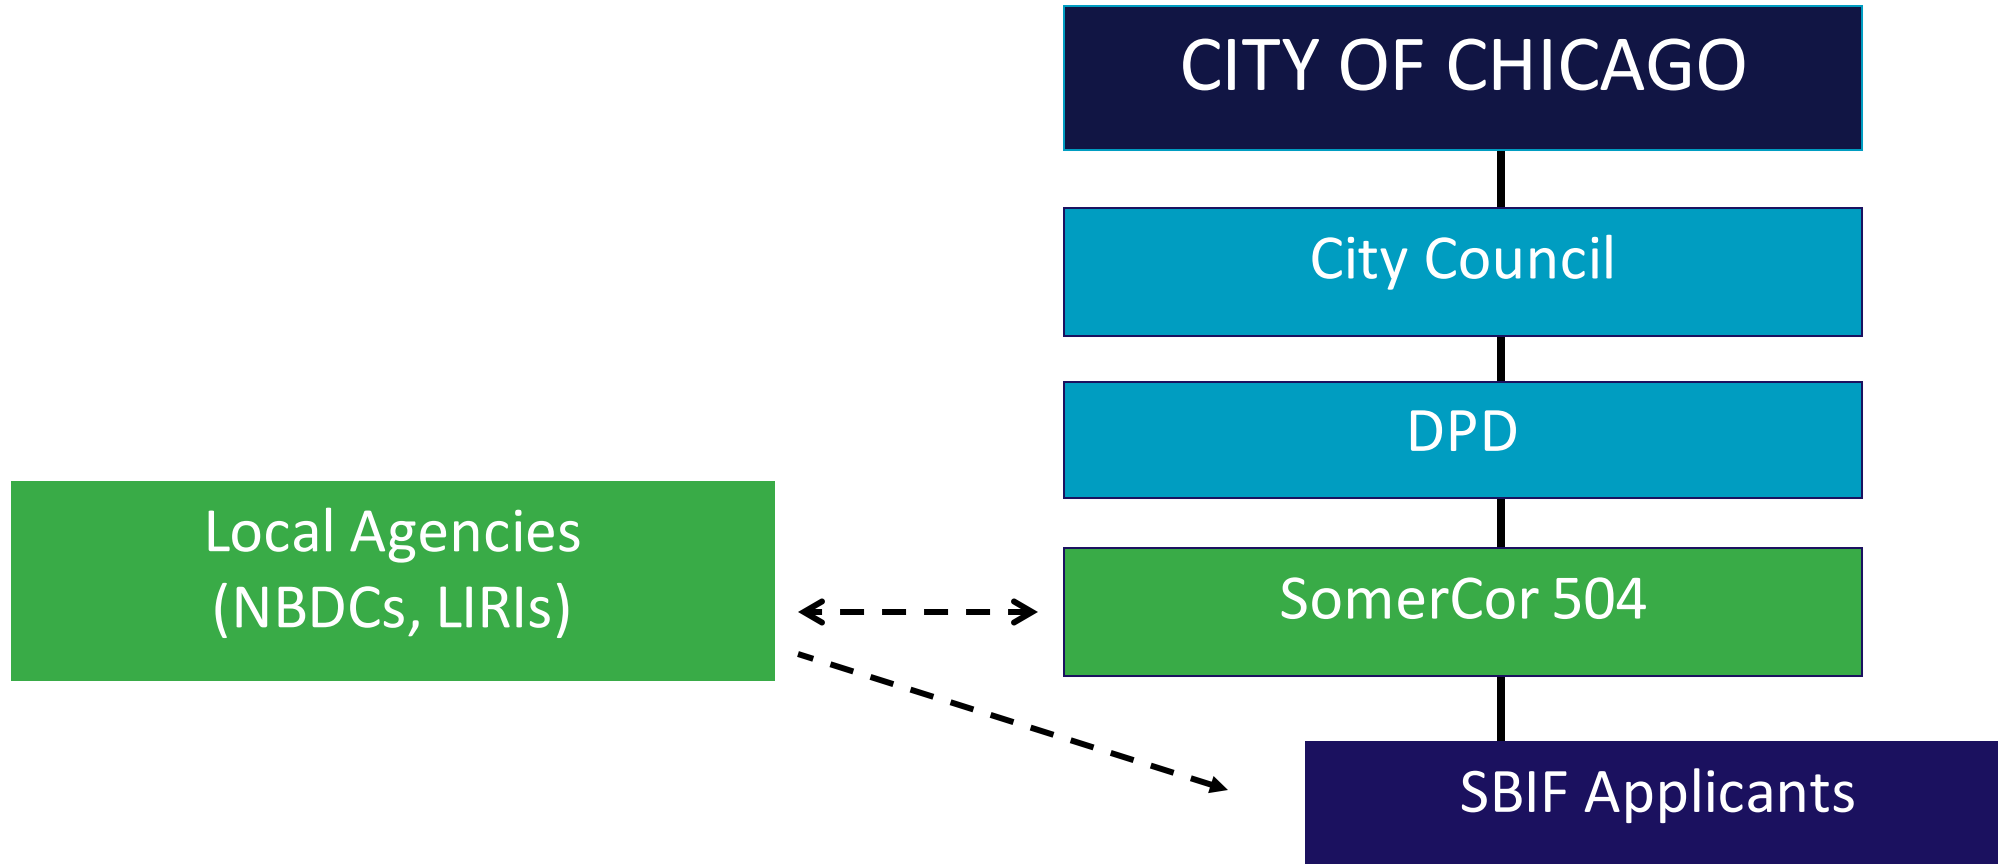 CITY OF CHICAGO
City Council
DPD
Local Agencies
(NBDCs, LIRIs)
SomerCor 504
SBIF Applicants